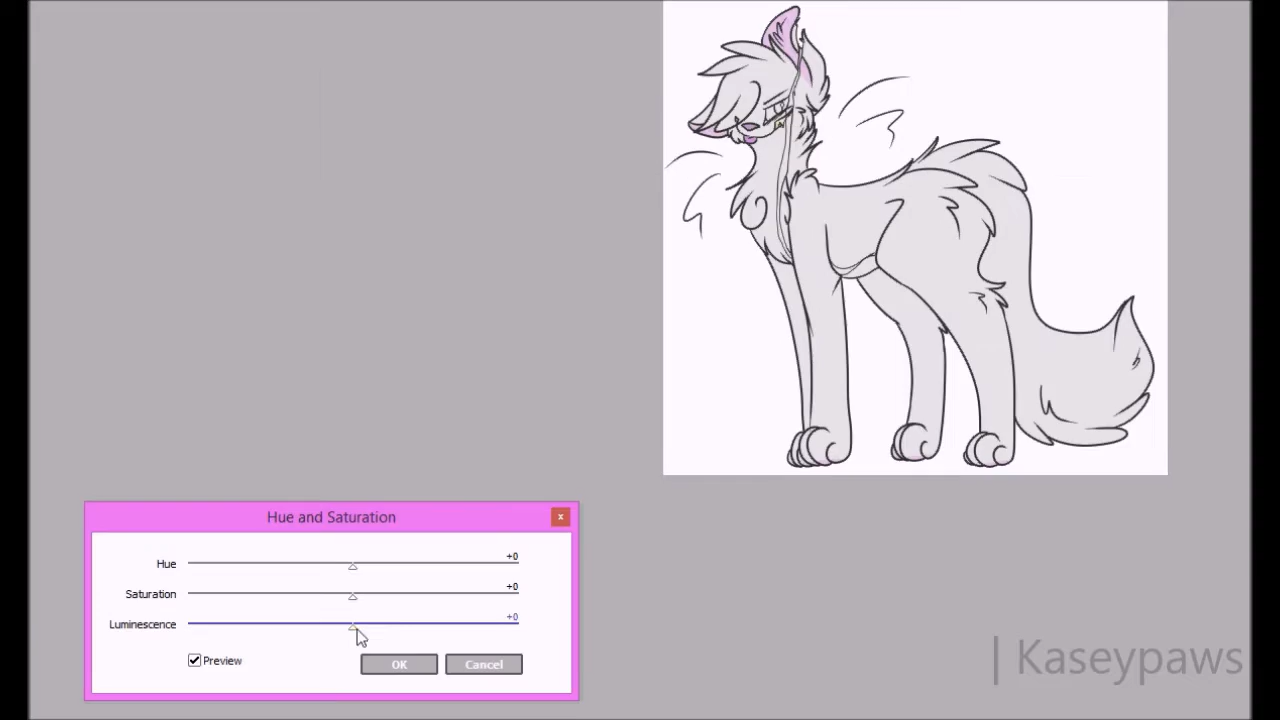 Hue and Saturation
x
Hue +0
Saturation +0
Luminescence +0
Preview OK Cancel
| Kaseypaws